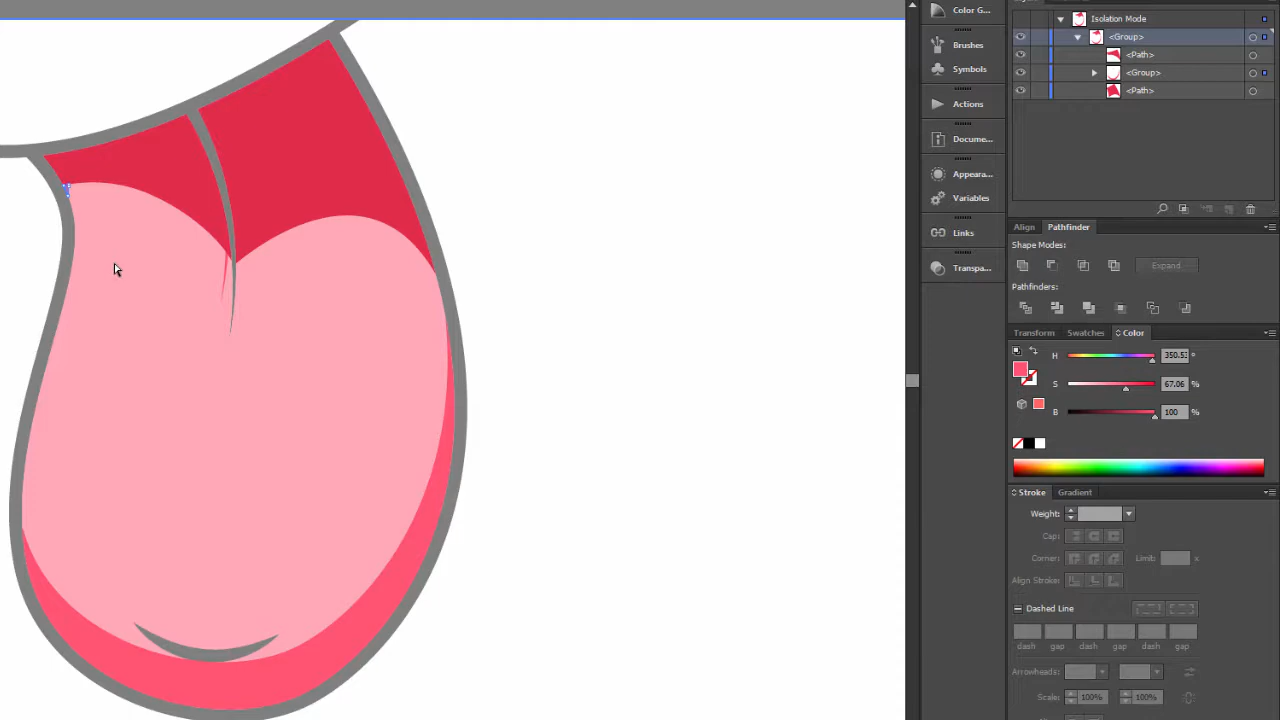 Color G...
Brushes
Symbols
Actions
Docume...
Appeara...
Variables
Links
Transpa...
Isolation Mode
<Group>
<Path>
<Group>
<Path>
Align
Pathfinder
Shape Modes:
Expand
Pathfinders:
Transform
Swatches
Color
H
350.53
°
S
67.06
%
B
100
%
Stroke
Gradient
Weight:
Cap:
Corner:
Limit:
x
Align Stroke:
Dashed Line
dash
gap
dash
gap
dash
gap
Arrowheads:
Scale:
100%
100%